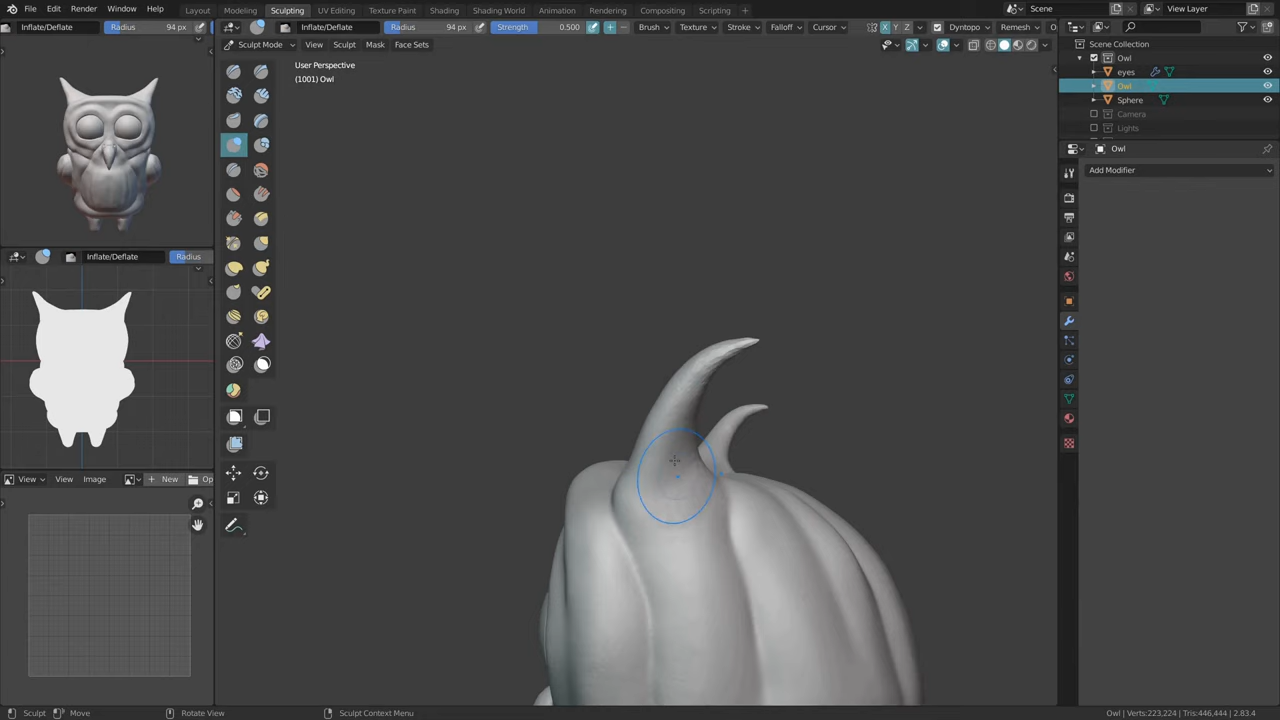 File Edit Render Window Help Layout Modeling Sculpting UV Editing Texture Paint Shading Shading World Animation Rendering Compositing Scripting + Scene View Layer
Inflate/Deflate Radius 94 px Inflate/Deflate Radius 94 px Strength 0.500 Brush Texture Stroke Falloff Cursor X Y Z Dyntopo Remesh
Sculpt Mode View Sculpt Mask Face Sets Scene Collection
User Perspective
(1001) Owl
Owl
eyes
Owl
Sphere
Camera
Lights
Owl
Add Modifier
Inflate/Deflate Radius
View View Image + New Op
Sculpt Move Rotate View Sculpt Context Menu Owl | Verts:223,224 | Tris:446,444 | 2.83.4